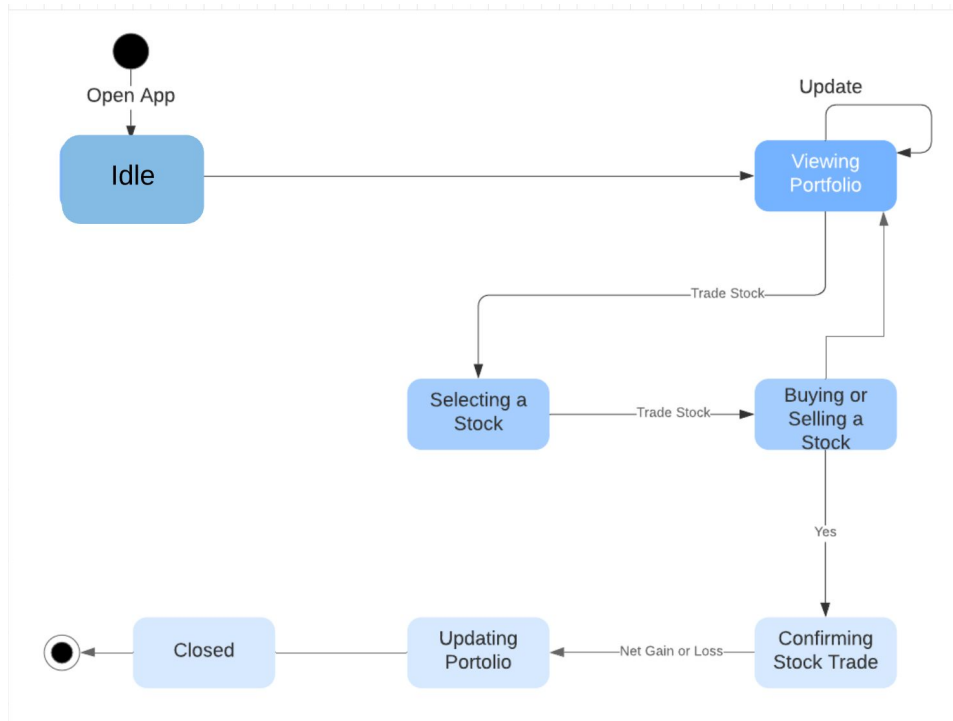 Open App
Update
Idle
Viewing
Portfolio
Trade Stock
Selecting a
Stock
Trade Stock
Buying or
Selling a
Stock
Yes
Closed
Updating
Portolio
Net Gain or Loss
Confirming
Stock Trade